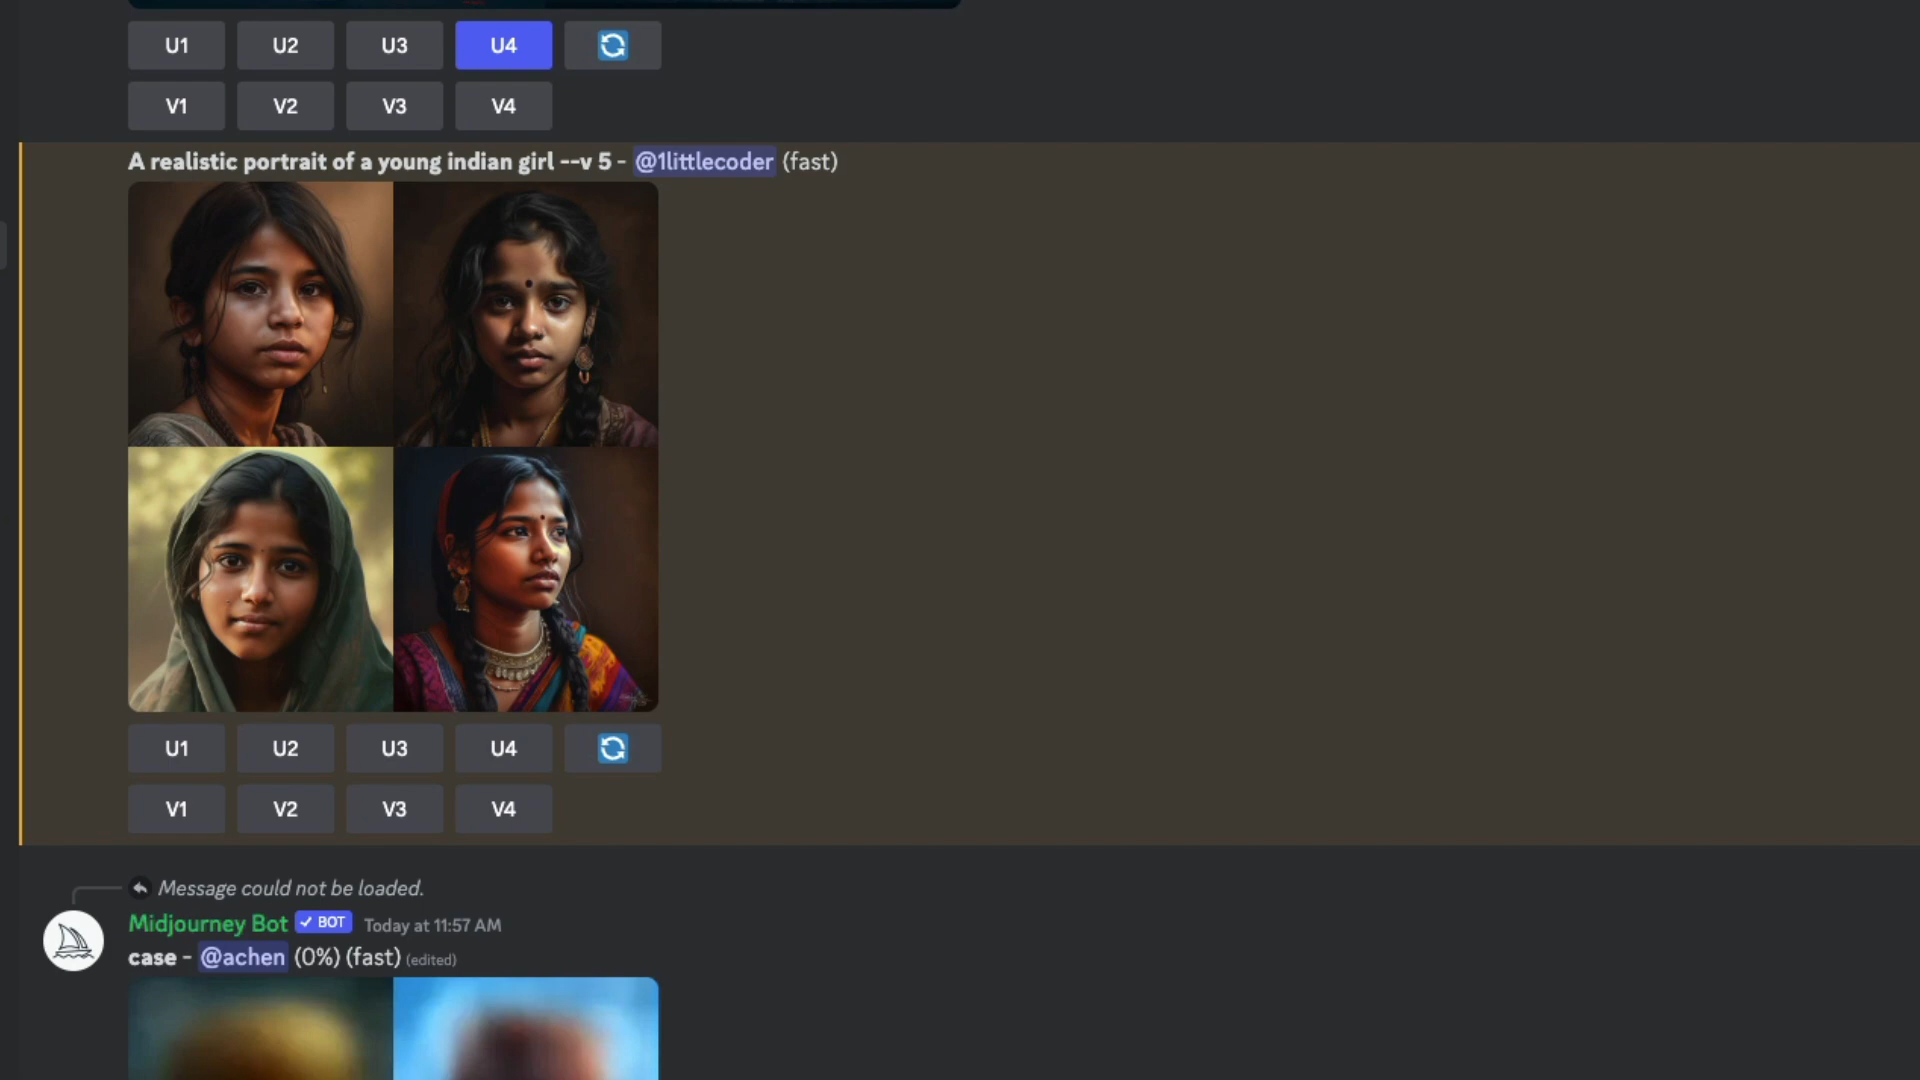 U1 U2 U3 U4
V1 V2 V3 V4
A realistic portrait of a young indian girl --v 5 - @1littlecoder (fast)
U1 U2 U3 U4
V1 V2 V3 V4
Message could not be loaded.
Midjourney Bot ✓ BOT Today at 11:57 AM
case - @achen (0%) (fast) (edited)